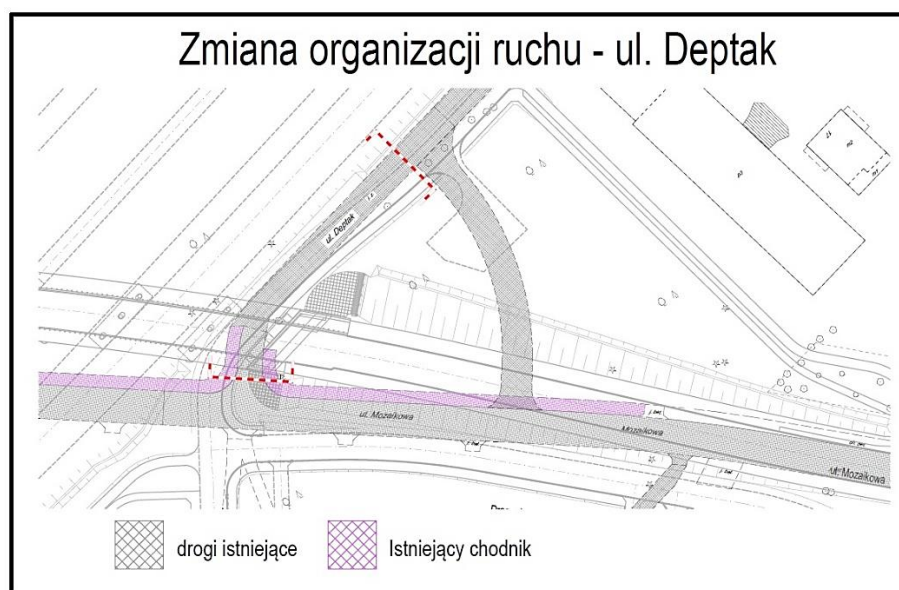 Zmiana organizacji ruchu - ul. Deptak
ul. Deptak
ul. Mozaikowa
Mozaikowa
ul. Mozaikowa
drogi istniejące
Istniejący chodnik